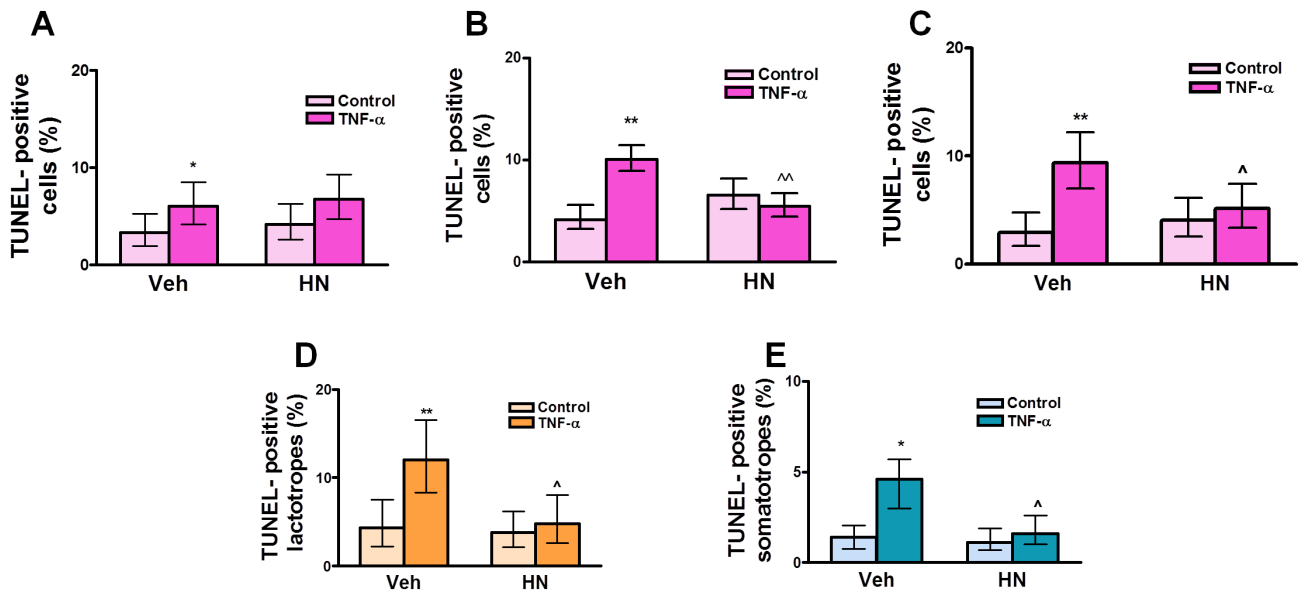 A
TUNEL- positive
cells (%)
20
10
0
Control
TNF-α
*
Veh
HN
B
TUNEL- positive
cells (%)
20
10
0
Control
TNF-α
**
^^
Veh
HN
C
TUNEL- positive
cells (%)
20
10
0
Control
TNF-α
**
^
Veh
HN
D
TUNEL- positive
lactotropes (%)
20
10
0
Control
TNF-α
**
^
Veh
HN
E
TUNEL- positive
somatotropes (%)
10
5
0
Control
TNF-α
*
^
Veh
HN